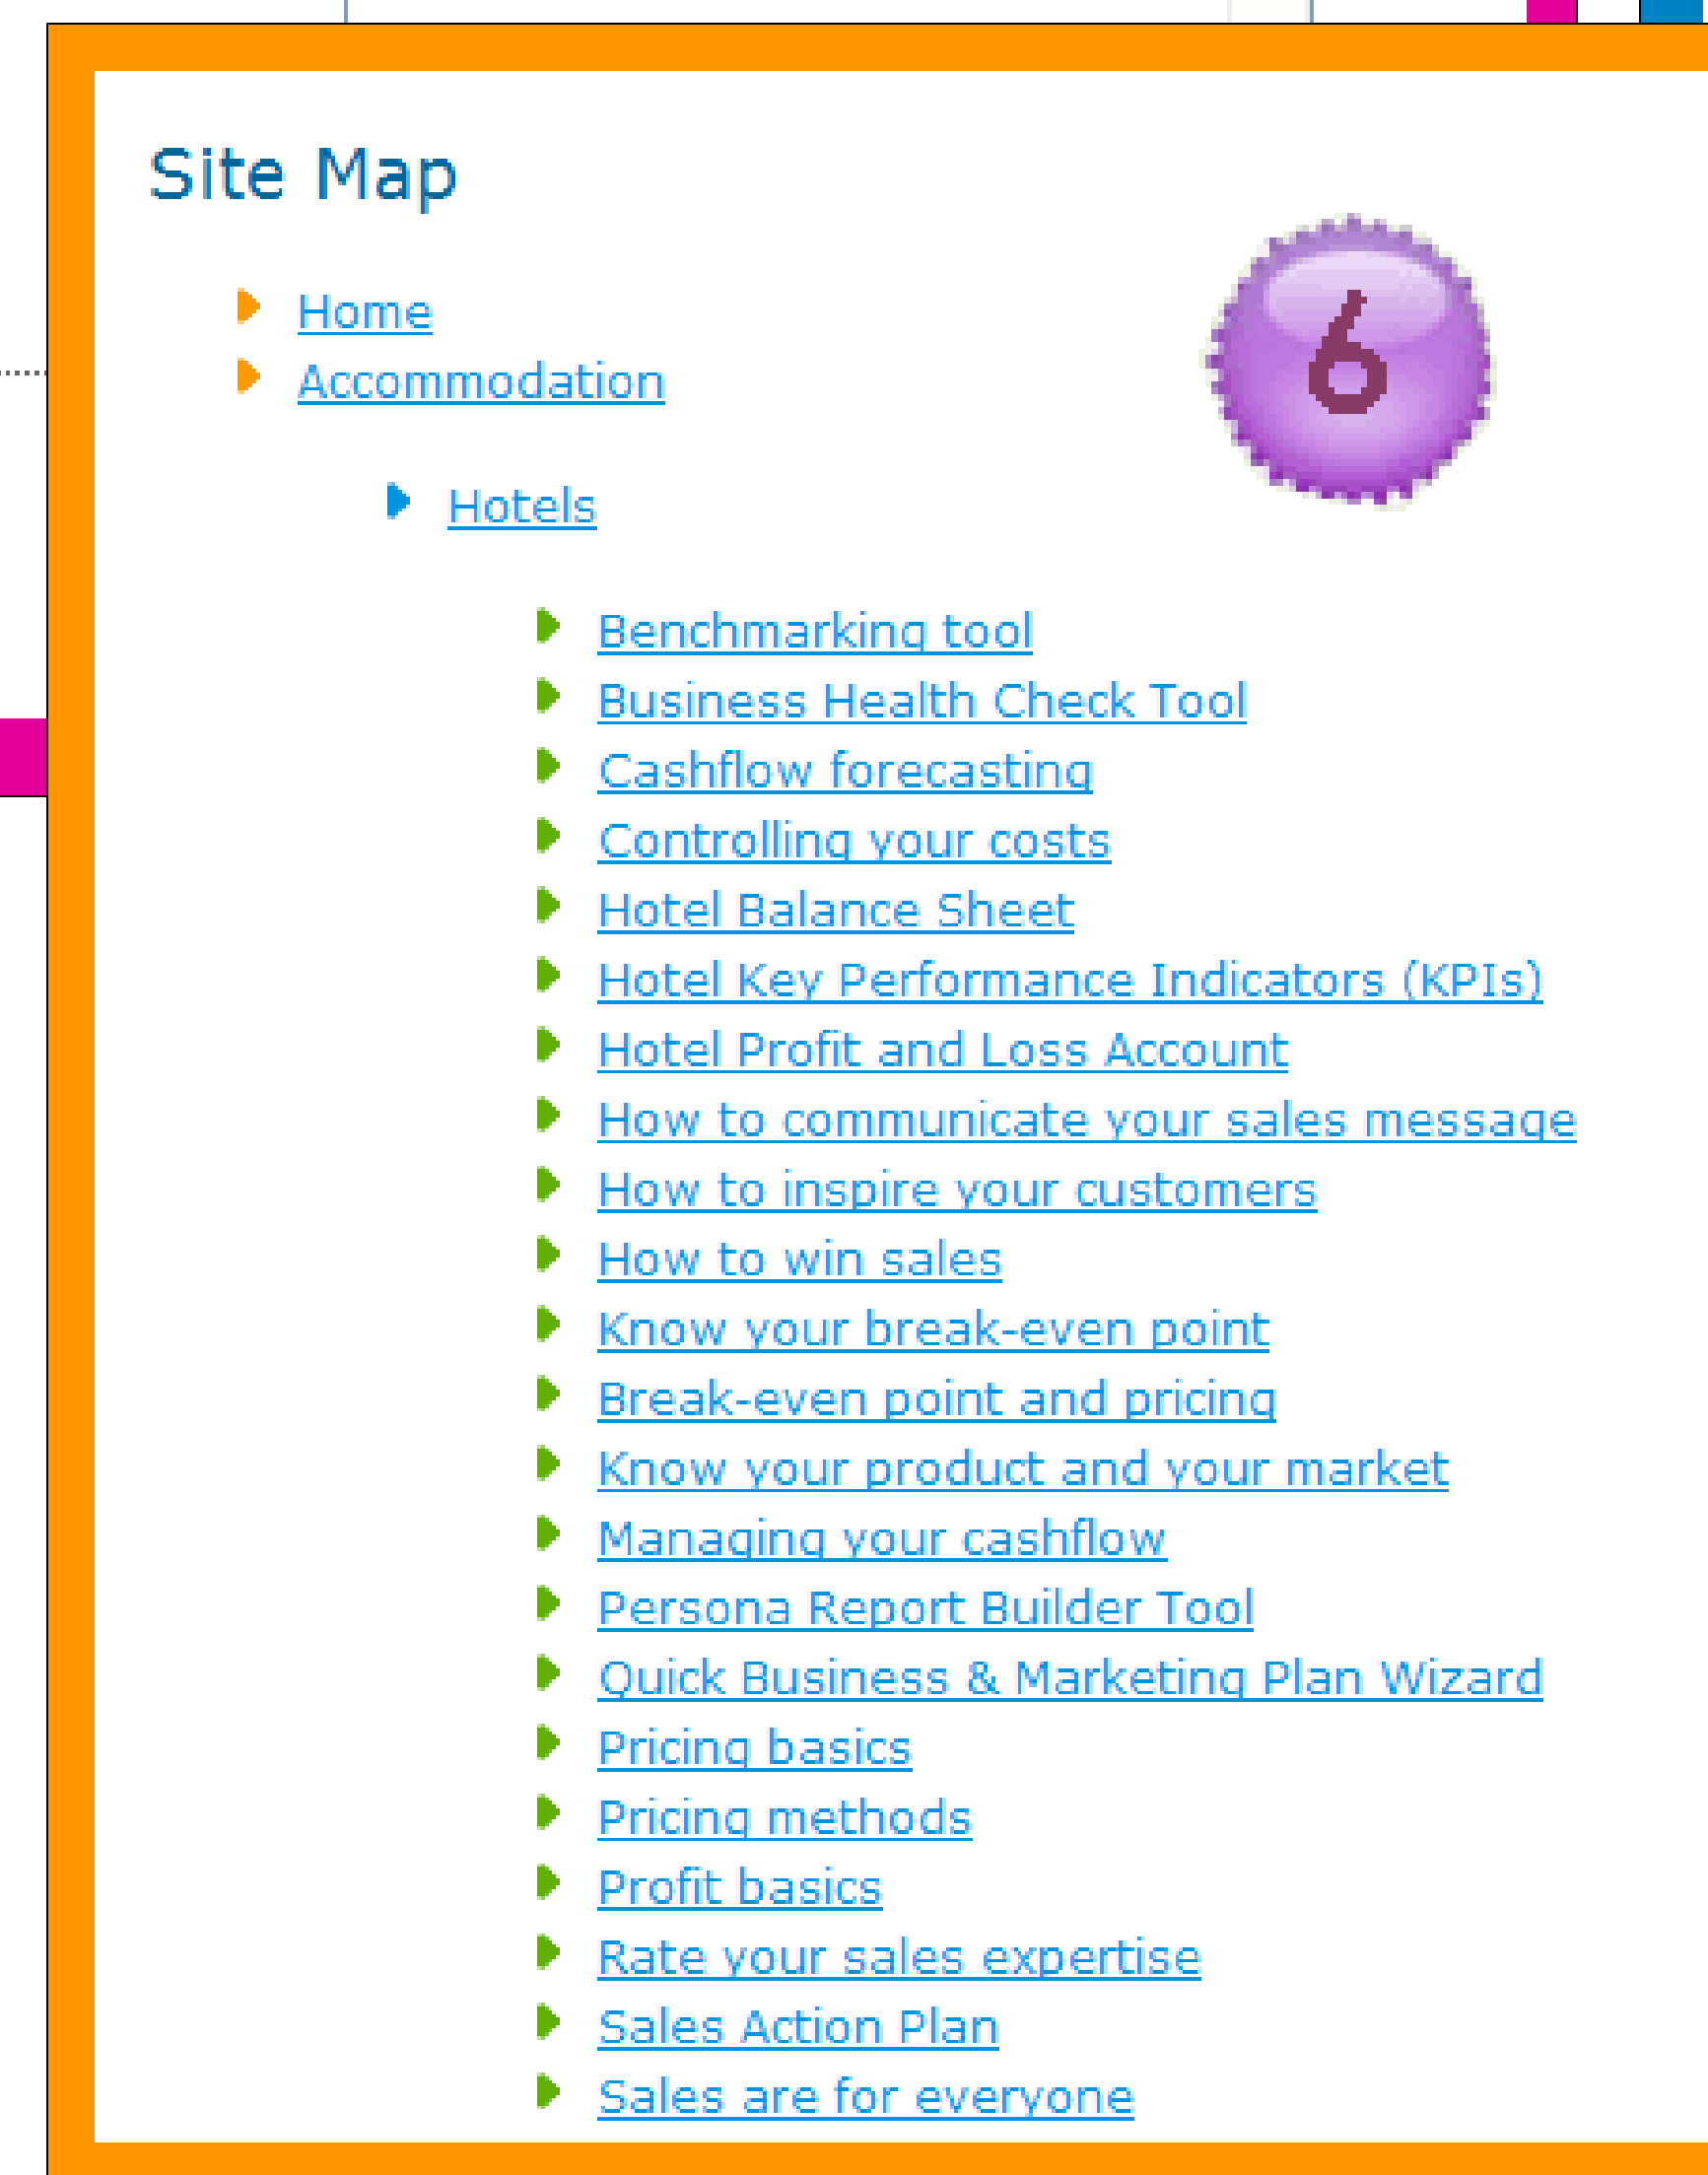 Site Map
6
Home
Accommodation
Hotels
Benchmarking tool
Business Health Check Tool
Cashflow forecasting
Controlling your costs
Hotel Balance Sheet
Hotel Key Performance Indicators (KPIs)
Hotel Profit and Loss Account
How to communicate your sales message
How to inspire your customers
How to win sales
Know your break-even point
Break-even point and pricing
Know your product and your market
Managing your cashflow
Persona Report Builder Tool
Quick Business & Marketing Plan Wizard
Pricing basics
Pricing methods
Profit basics
Rate your sales expertise
Sales Action Plan
Sales are for everyone